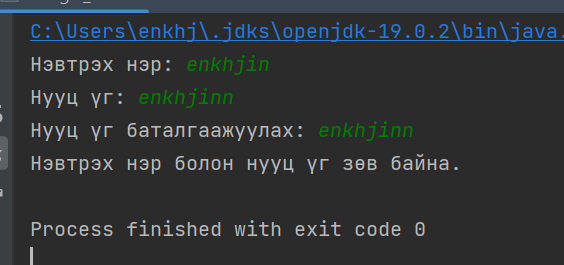 C:\Users\enkhj\.jdks\openjdk-19.0.2\bin\java.
Нэвтрэх нэр: enkhjin
Нууц үг: enkhjinn
Нууц үг баталгаажуулах: enkhjinn
Нэвтрэх нэр болон нууц үг зөв байна.
Process finished with exit code 0